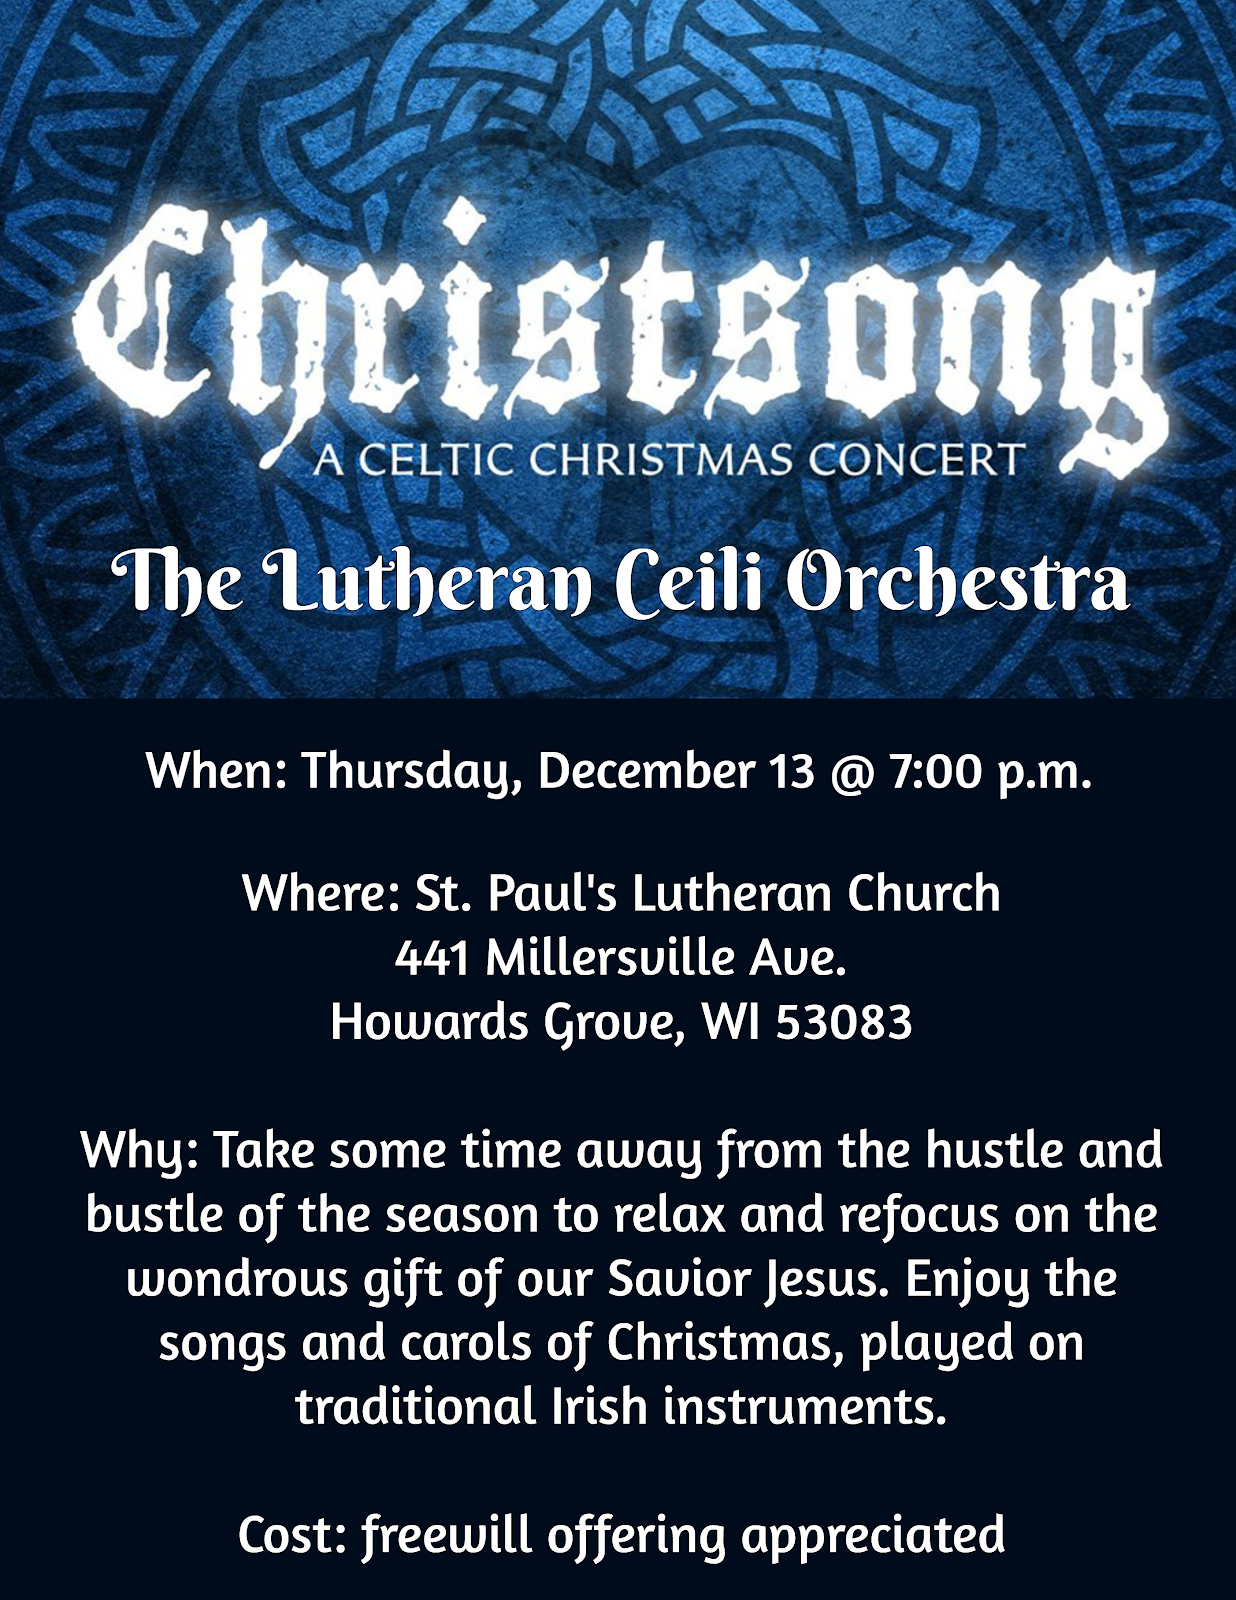 Christsong
A CELTIC CHRISTMAS CONCERT
The Lutheran Ceili Orchestra
When: Thursday, December 13 @ 7:00 p.m.
Where: St. Paul's Lutheran Church
441 Millersville Ave.
Howards Grove, WI 53083
Why: Take some time away from the hustle and
bustle of the season to relax and refocus on the
wondrous gift of our Savior Jesus. Enjoy the
songs and carols of Christmas, played on
traditional Irish instruments.
Cost: freewill offering appreciated